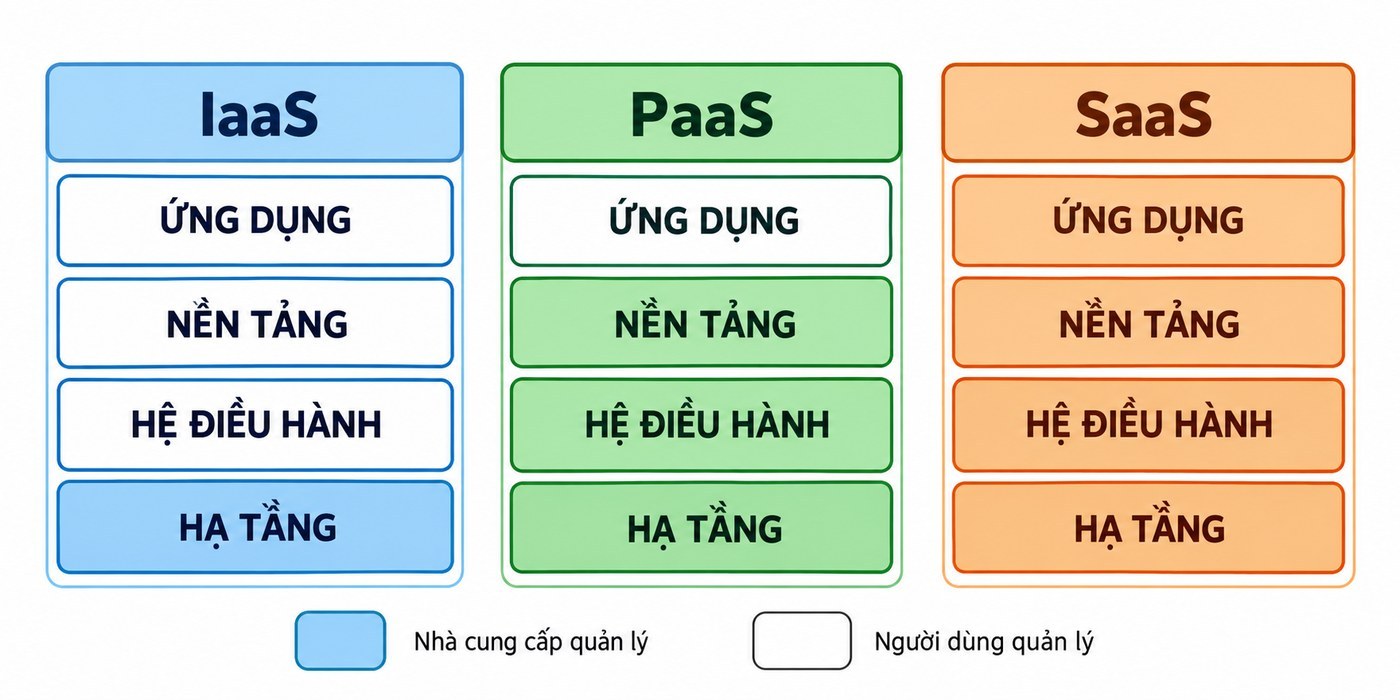 IaaS
ỨNG DỤNG
NỀN TẢNG
HỆ ĐIỀU HÀNH
HẠ TẦNG
PaaS
ỨNG DỤNG
NỀN TẢNG
HỆ ĐIỀU HÀNH
HẠ TẦNG
SaaS
ỨNG DỤNG
NỀN TẢNG
HỆ ĐIỀU HÀNH
HẠ TẦNG
Nhà cung cấp quản lý
Người dùng quản lý